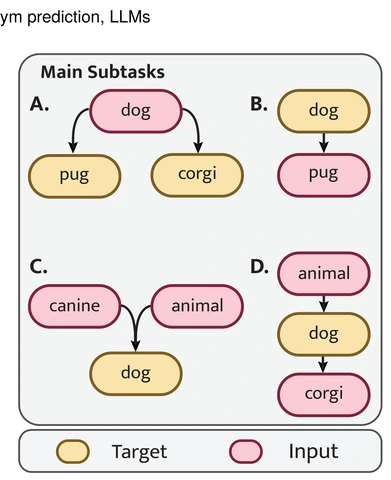 ym prediction, LLMs
Main Subtasks
A.
dog
pug
corgi
B.
dog
pug
C.
canine
animal
dog
D.
animal
dog
corgi
Target
Input